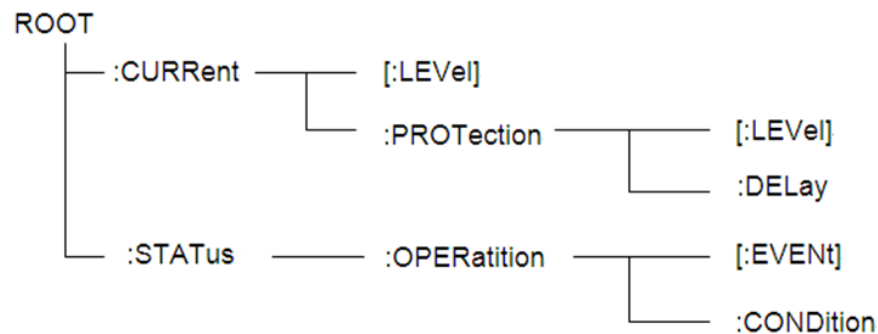 ROOT
:CURRent [:LEVel]
:PROTection [:LEVel]
:DELay
:STATus :OPERatition [:EVENt]
:CONDition